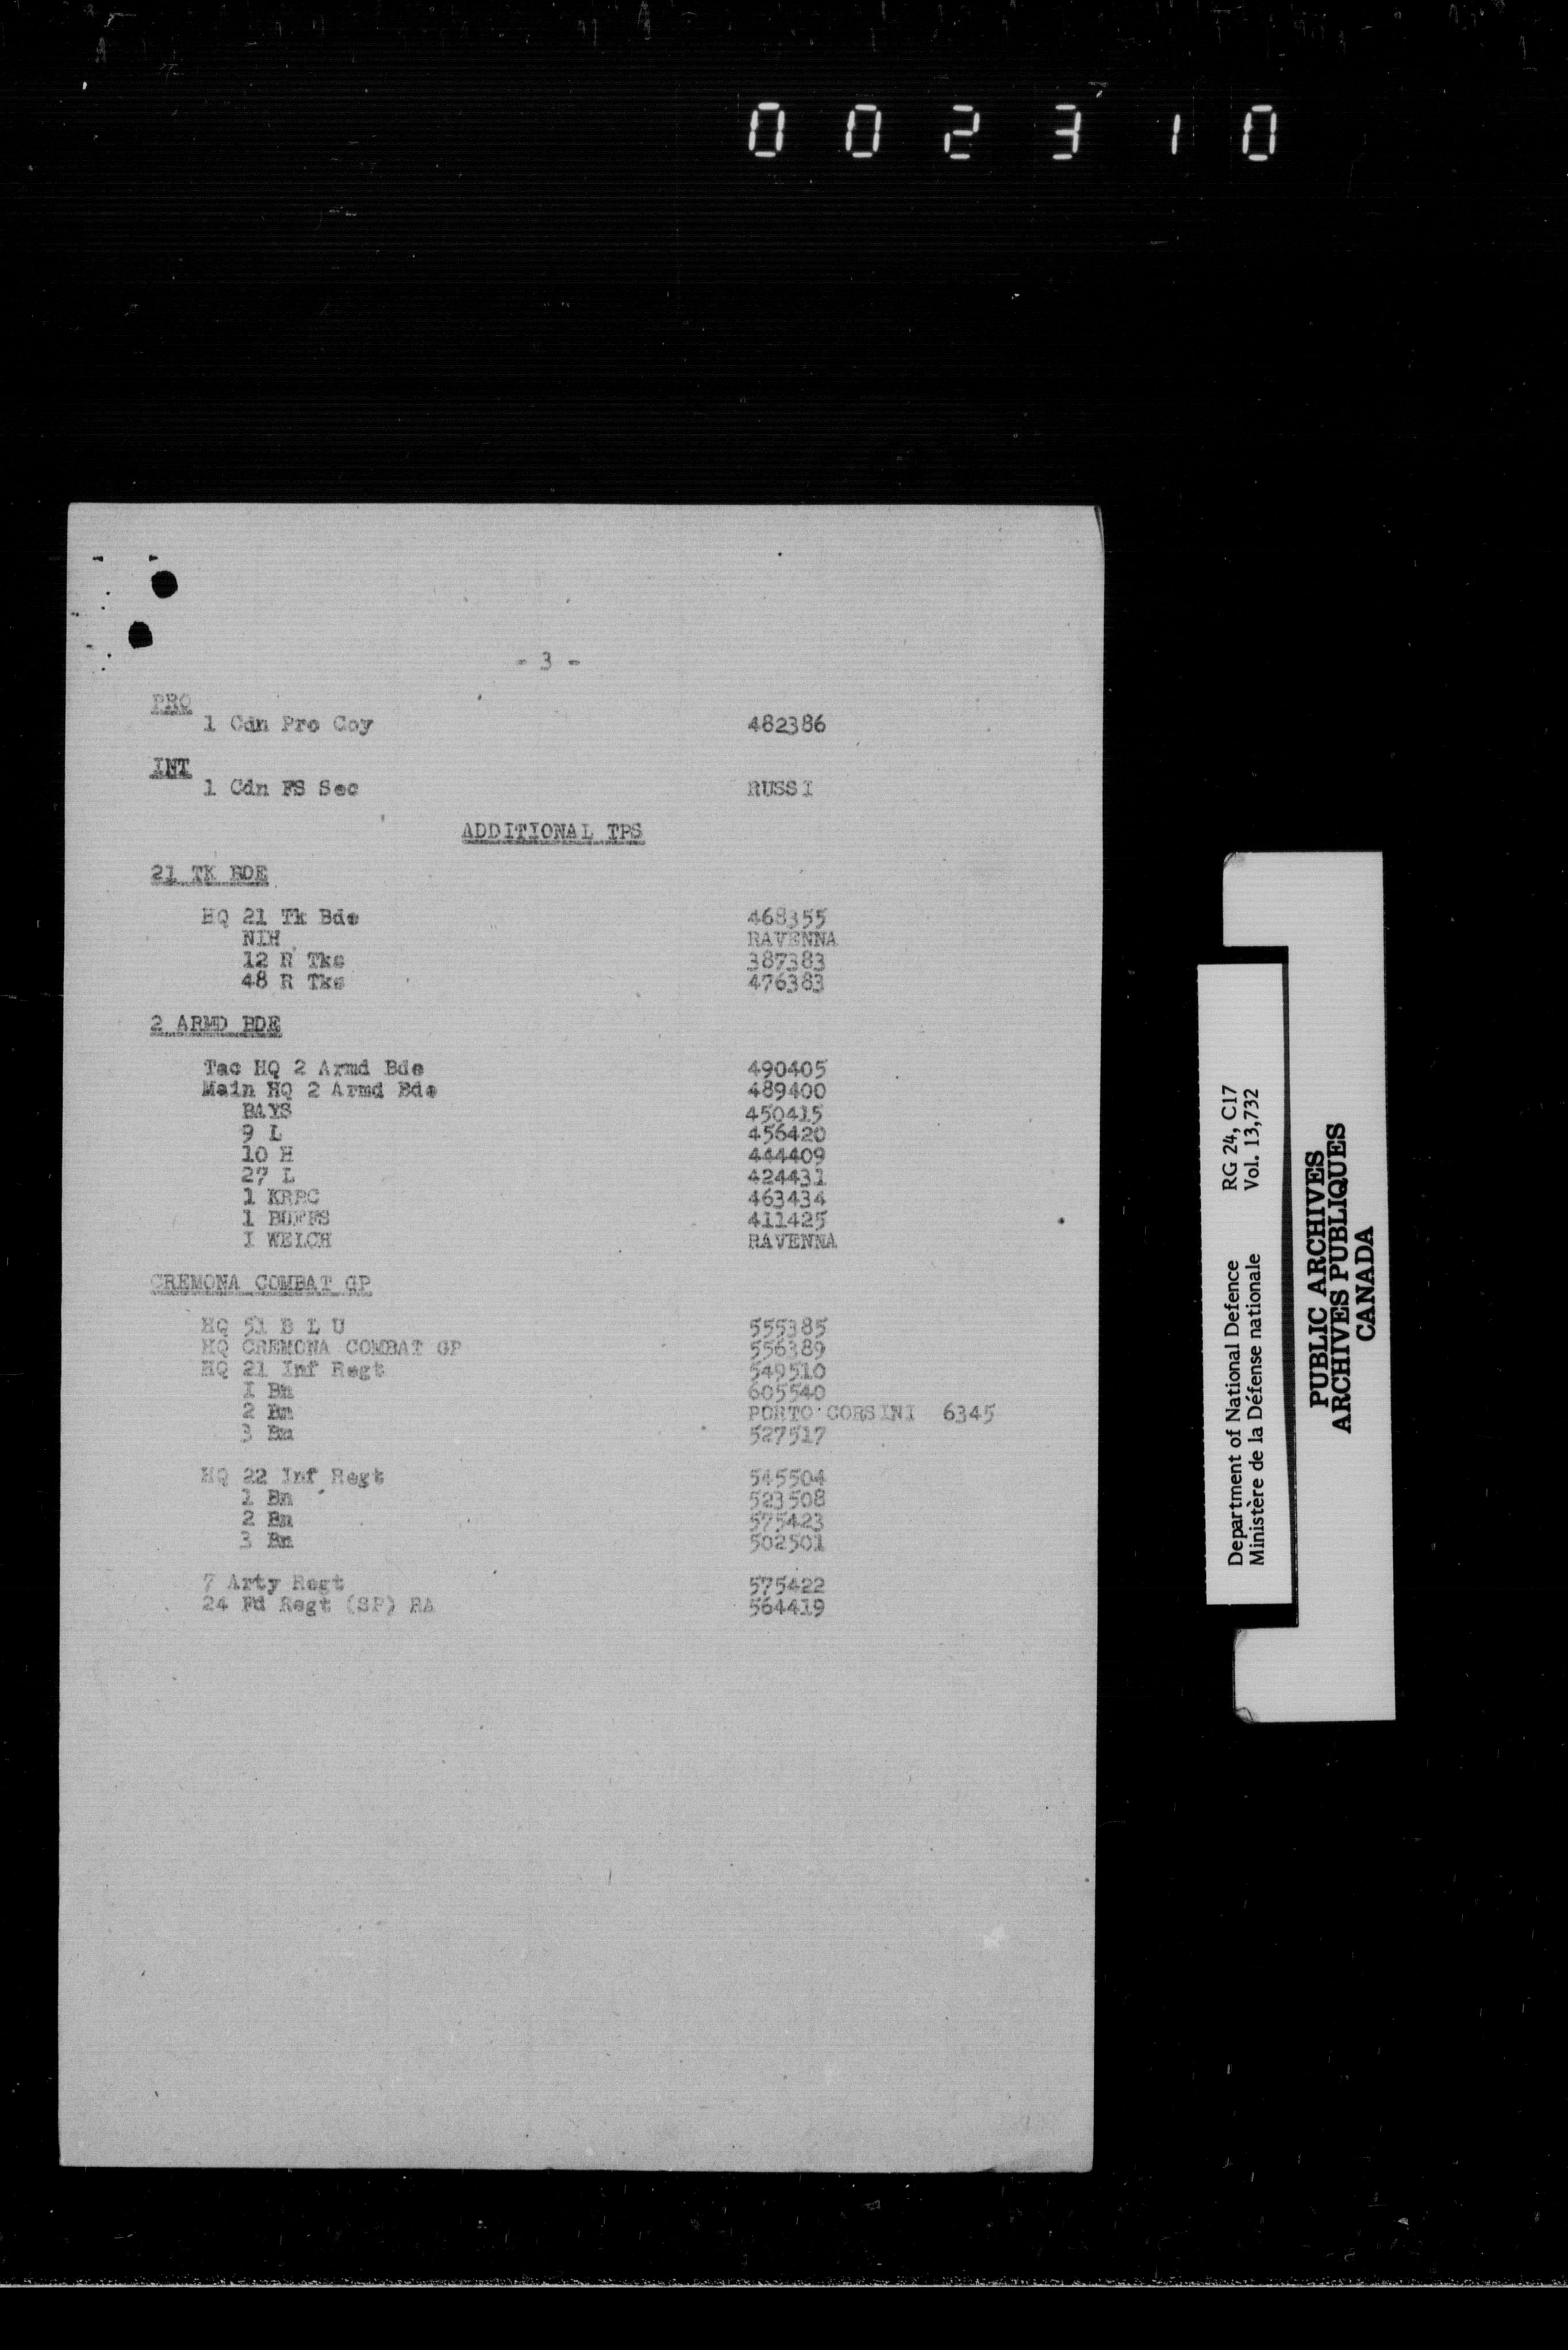 002310
- 3 -
PRO
1 Cdn Pro Coy 482386
INT
1 Cdn FS Sec RUSSI
ADDITIONAL TPS
21 TK BDE
HQ 21 Tk Bde 468355
NIH RAVENNA
12 R Tks 387383
48 R Tks 476383
2 ARMD BDE
Tac HQ 2 Armd Bde 490405
Main HQ 2 Armd Bde 489400
BAYS 450415
9 L 456420
10 H 444409
27 L 424431
1 KRRC 463434
1 BUFFS 411425
1 WELCH RAVENNA
CREMONA COMBAT GP
HQ 51 B L U 555385
HQ CREMONA COMBAT GP 556389
HQ 21 Inf Regt 549510
1 Bn 605540
2 Bn PORTO CORSINI 6345
3 Bn 527517
HQ 22 Inf Regt 545504
1 Bn 523508
2 Bn 575423
3 Bn 502501
7 Arty Regt 575422
24 Fd Regt (SP) RA 564419
Department of National Defence RG 24, C17
Ministère de la Défense nationale Vol. 13,732
PUBLIC ARCHIVES
ARCHIVES PUBLIQUES
CANADA